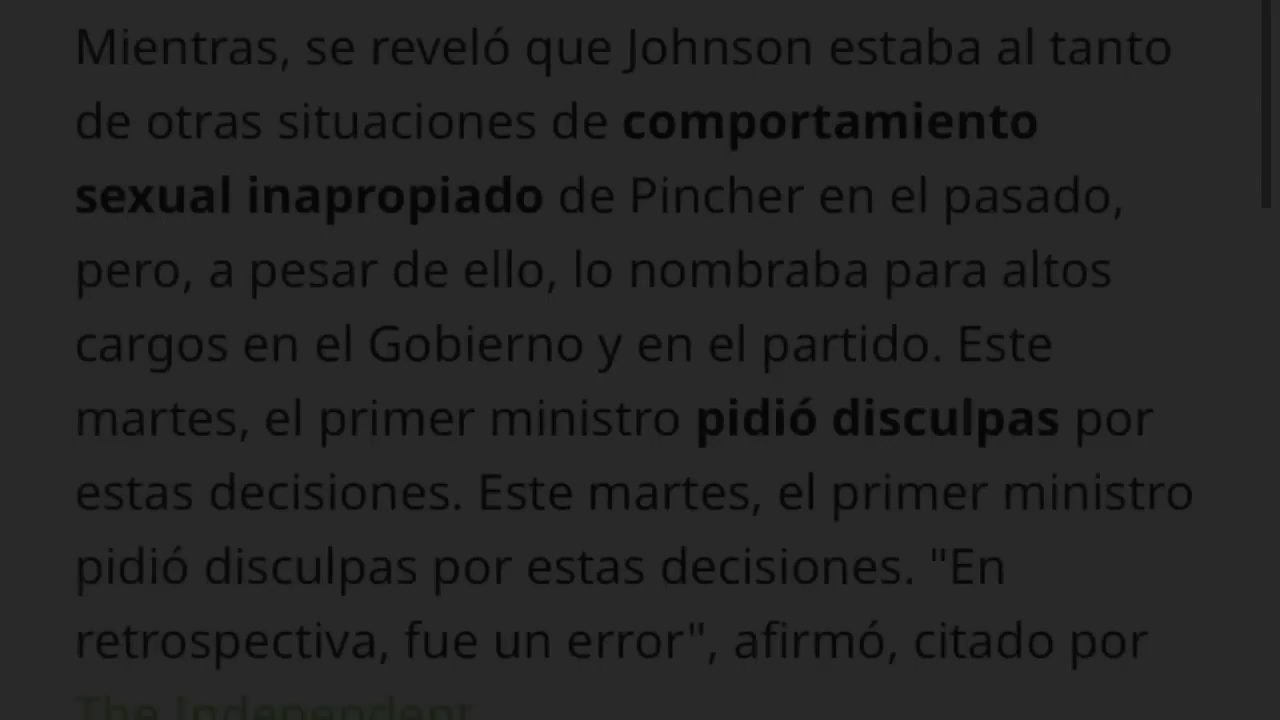 Mientras, se reveló que Johnson estaba al tanto
de otras situaciones de comportamiento
sexual inapropiado de Pincher en el pasado,
pero, a pesar de ello, lo nombraba para altos
cargos en el Gobierno y en el partido. Este
martes, el primer ministro pidió disculpas por
estas decisiones. Este martes, el primer ministro
pidió disculpas por estas decisiones. "En
retrospectiva, fue un error", afirmó, citado por
The Independent